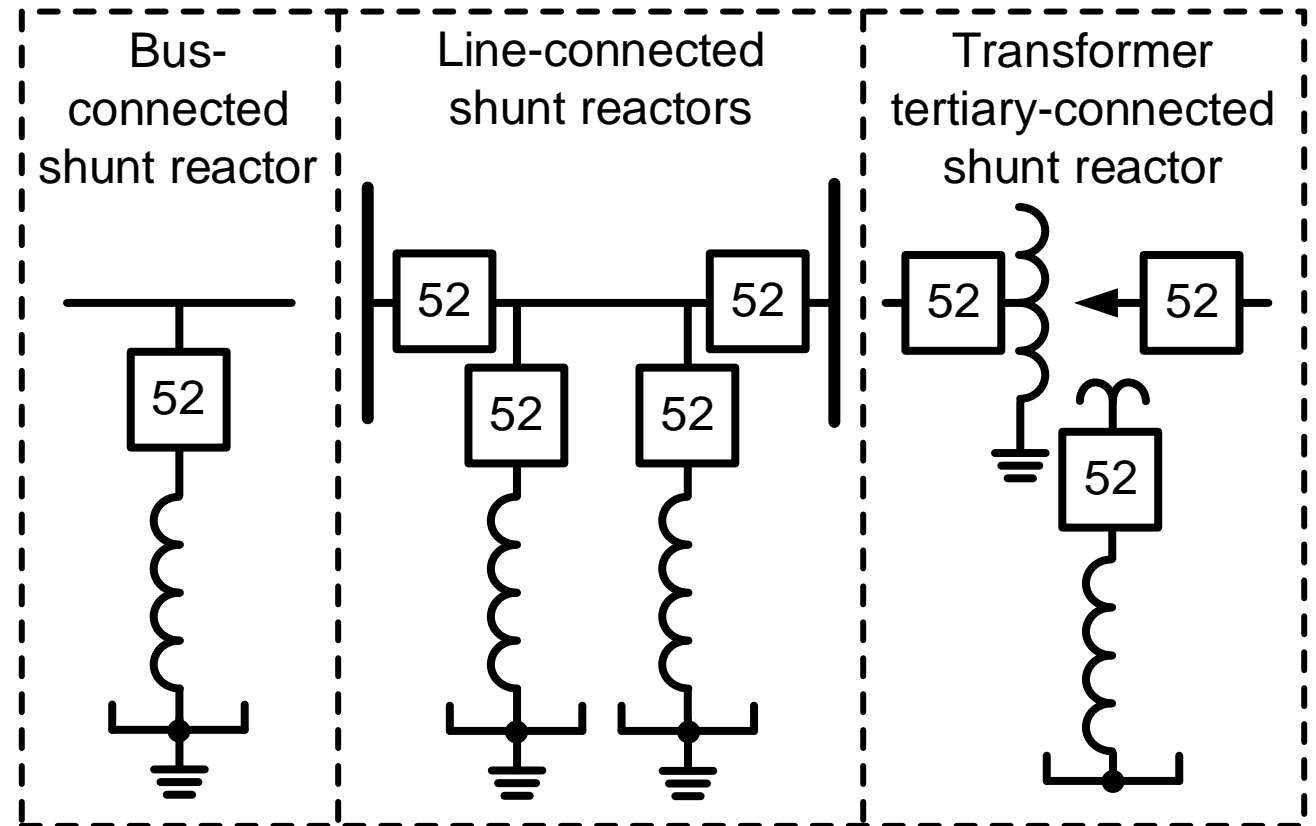 Bus-
connected
shunt reactor
Line-connected
shunt reactors
Transformer
tertiary-connected
shunt reactor
52
52
52
52
52
52
52
52